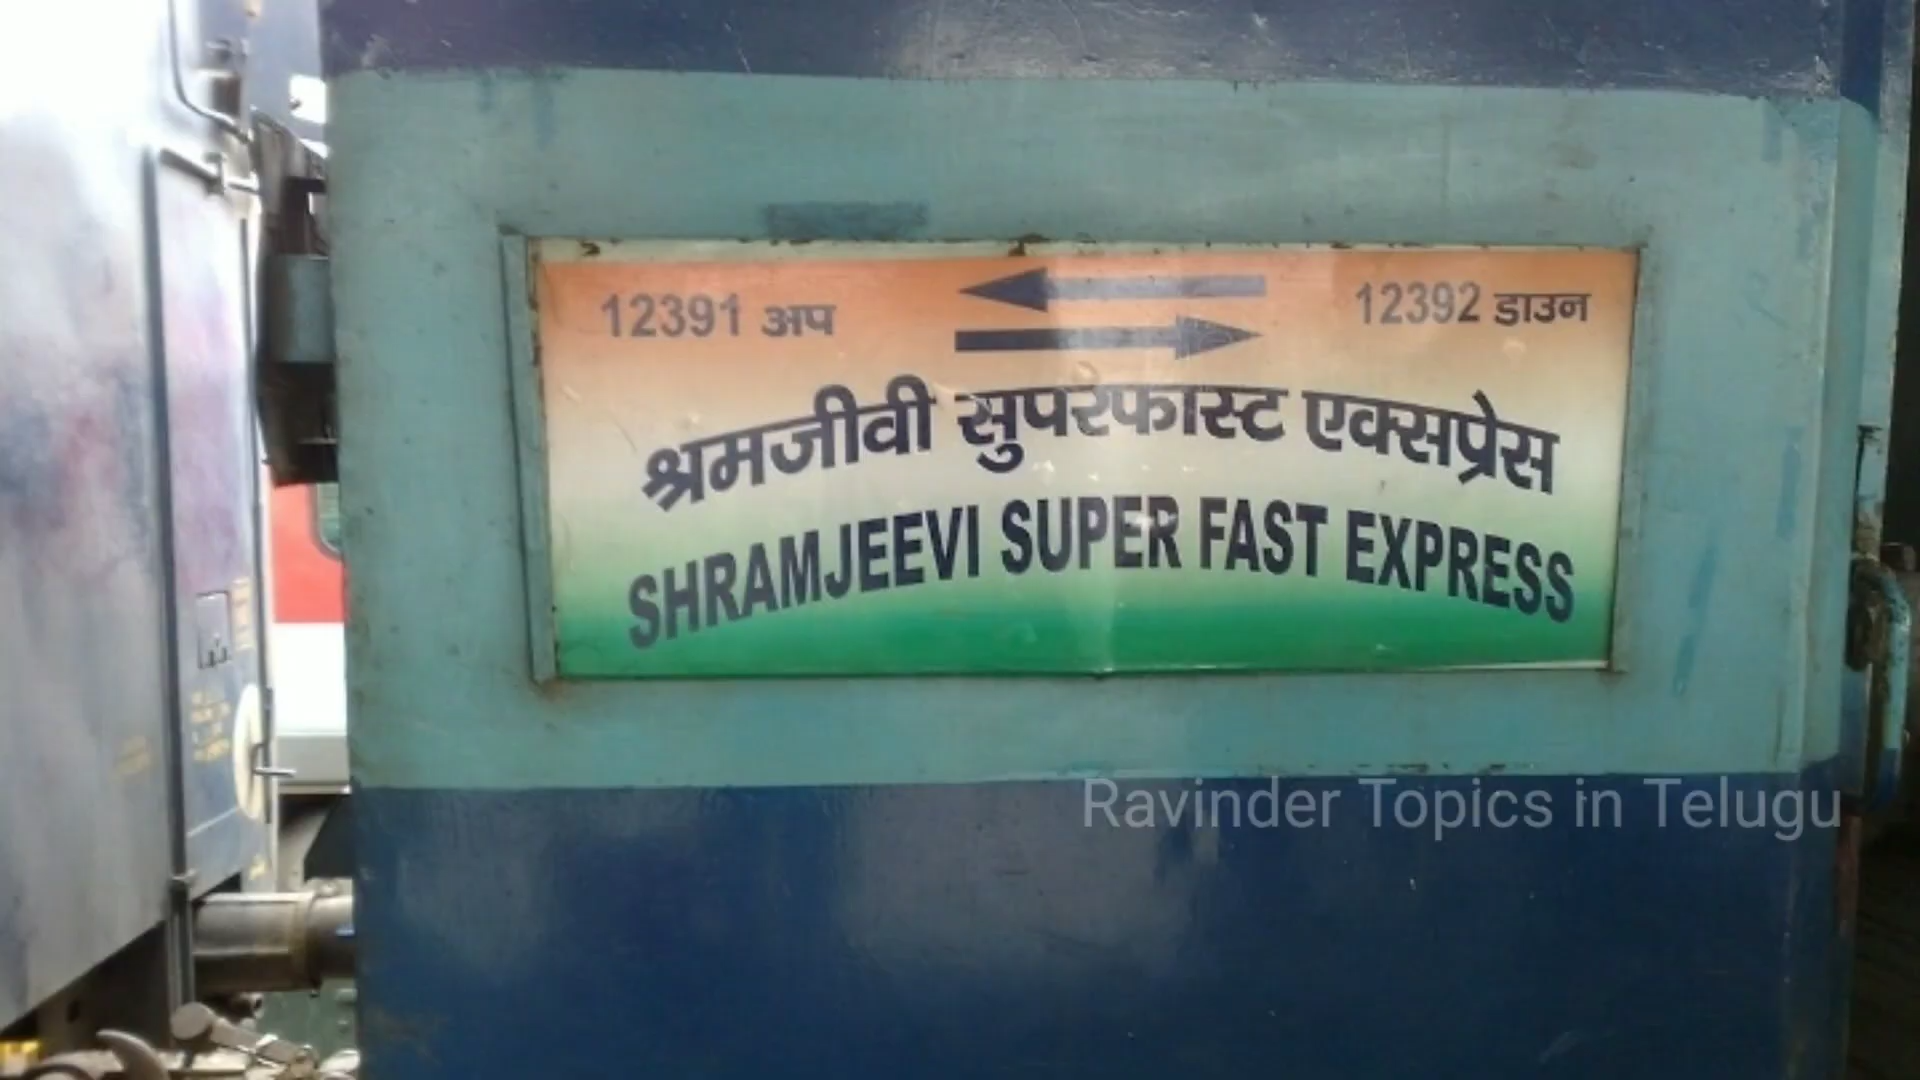 12391 अप 12392 डाउन
श्रमजीवी सुपरफास्ट एक्सप्रेस
SHRAMJEEVI SUPER FAST EXPRESS
Ravinder Topics in Telugu